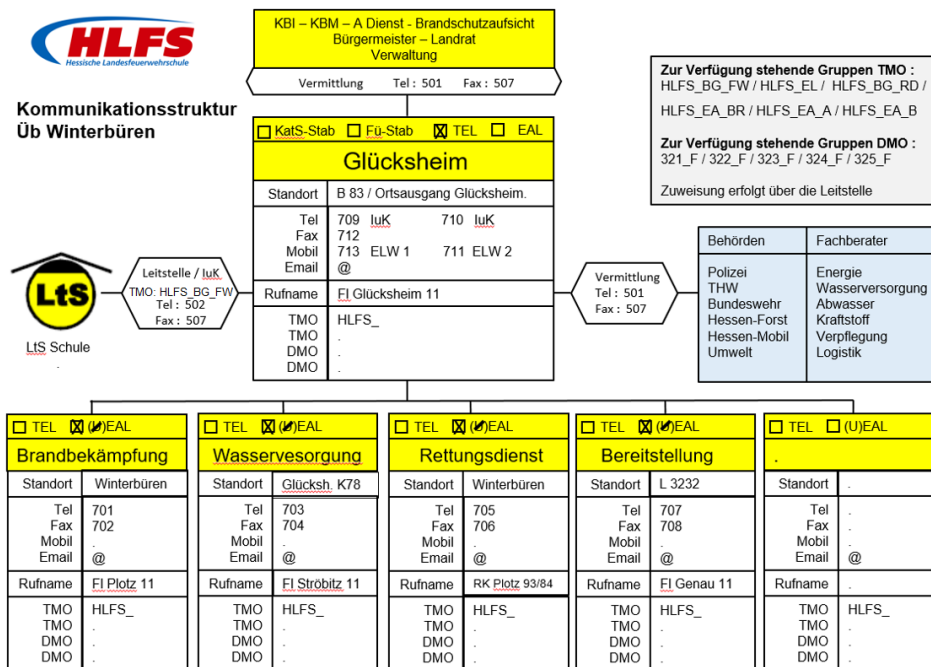 HLFS
Hessische Landesfeuerwehrschule
Kommunikationsstruktur
Üb Winterbüren
KBI – KBM – A Dienst - Brandschutzaufsicht
Bürgermeister – Landrat
Verwaltung
Vermittlung Tel : 501 Fax : 507
Zur Verfügung stehende Gruppen TMO :
HLFS_BG_FW / HLFS_EL / HLFS_BG_RD /
HLFS_EA_BR / HLFS_EA_A / HLFS_EA_B
Zur Verfügung stehende Gruppen DMO :
321_F / 322_F / 323_F / 324_F / 325_F
Zuweisung erfolgt über die Leitstelle
KatS-Stab Fü-Stab TEL EAL
Glücksheim
Standort B 83 / Ortsausgang Glücksheim.
Tel 709 IuK 710 IuK
Fax 712
Mobil 713 ELW 1 711 ELW 2
Email @
Rufname Fl Glücksheim 11
TMO HLFS_
TMO .
DMO .
DMO .
LtS
LtS Schule
.
Leitstelle / IuK
TMO: HLFS_BG_FW
Tel : 502
Fax : 507
Vermittlung
Tel : 501
Fax : 507
Behörden Fachberater
Polizei Energie
THW Wasserversorgung
Bundeswehr Abwasser
Hessen-Forst Kraftstoff
Hessen-Mobil Verpflegung
Umwelt Logistik
TEL (U)EAL
Brandbekämpfung
Standort Winterbüren
Tel 701
Fax 702
Mobil .
Email @
Rufname Fl Plotz 11
TMO HLFS_
TMO .
DMO .
DMO .
TEL (U)EAL
Wasservesorgung
Standort Glücksh. K78
Tel 703
Fax 704
Mobil .
Email @
Rufname Fl Ströbitz 11
TMO HLFS_
TMO .
DMO .
DMO .
TEL (U)EAL
Rettungsdienst
Standort Winterbüren
Tel 705
Fax 706
Mobil .
Email @
Rufname RK Plotz 93/84
TMO HLFS_
TMO .
DMO .
DMO .
TEL (U)EAL
Bereitstellung
Standort L 3232
Tel 707
Fax 708
Mobil .
Email @
Rufname Fl Genau 11
TMO HLFS_
TMO .
DMO .
DMO .
TEL (U)EAL
.
Standort .
Tel .
Fax .
Mobil .
Email @
Rufname .
TMO HLFS_
TMO .
DMO .
DMO .